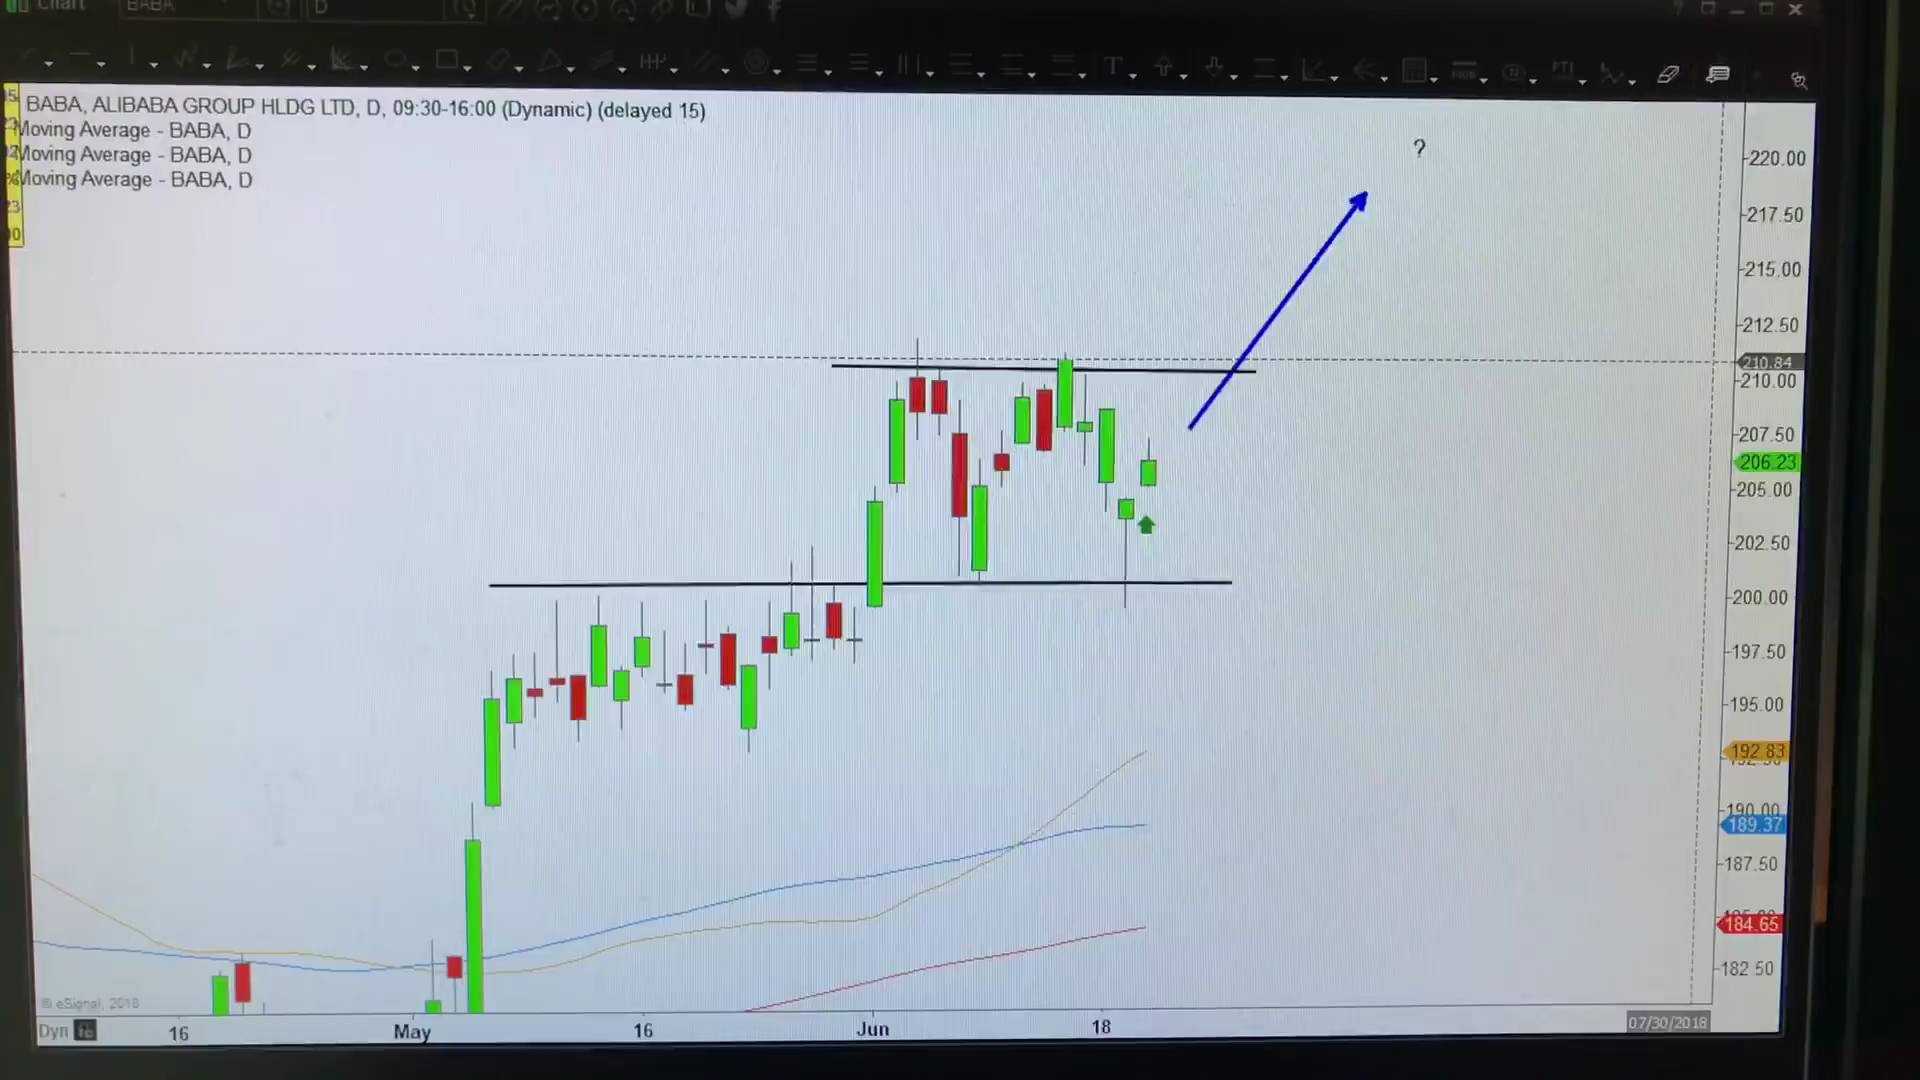 Chart
BABA
D
BABA, ALIBABA GROUP HLDG LTD, D, 09:30-16:00 (Dynamic) (delayed 15)
Moving Average - BABA, D
Moving Average - BABA, D
Moving Average - BABA, D
?
220.00
217.50
215.00
212.50
210.84
210.00
207.50
206.23
205.00
202.50
200.00
197.50
195.00
192.83
190.00
189.37
187.50
184.65
182.50
© eSignal, 2018
Dyn
16
May
16
Jun
18
07/30/2018